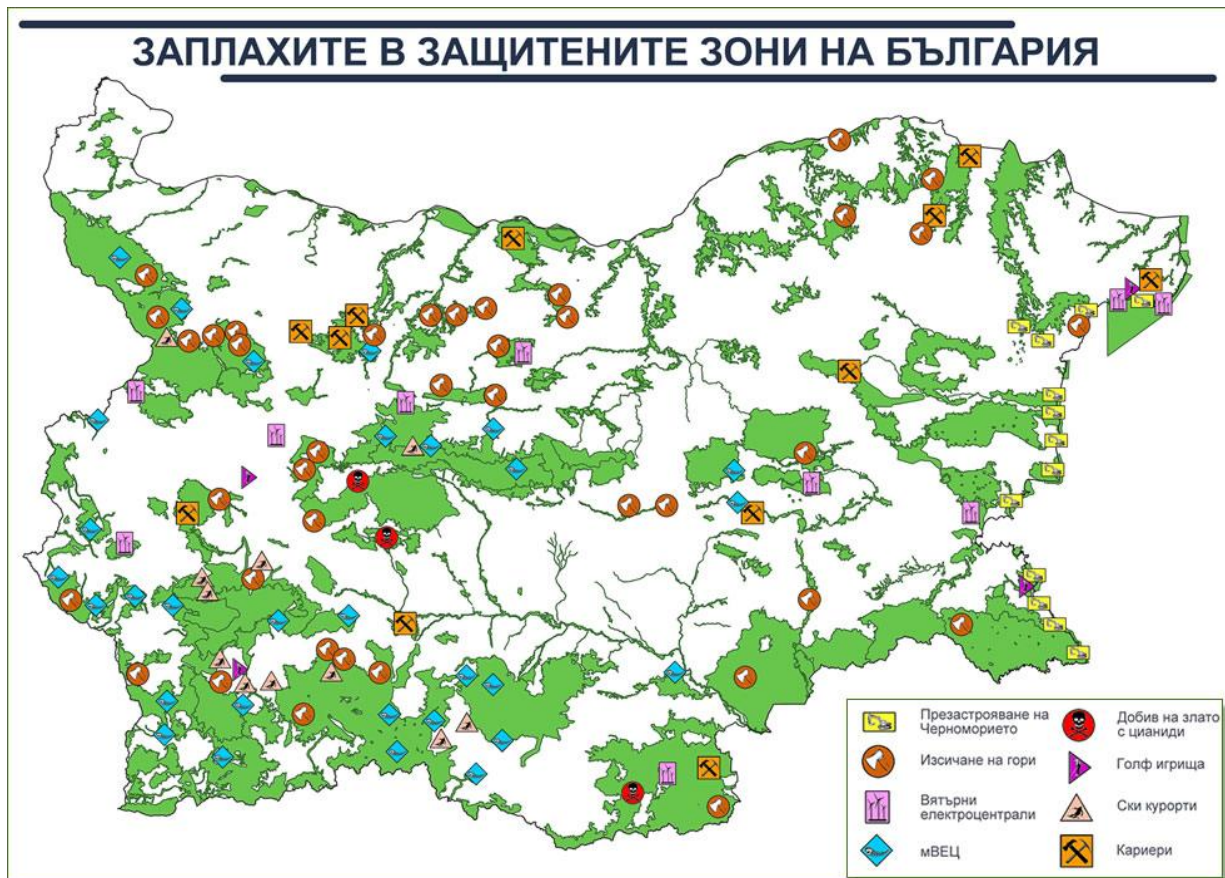 ЗАПЛАХИТЕ В ЗАЩИТЕНИТЕ ЗОНИ НА БЪЛГАРИЯ
Презастрояване на
Черноморието
Изсичане на гори
Вятърни
електроцентрали
мВЕЦ
Добив на злато
с цианиди
Голф игрища
Ски курорти
Кариери